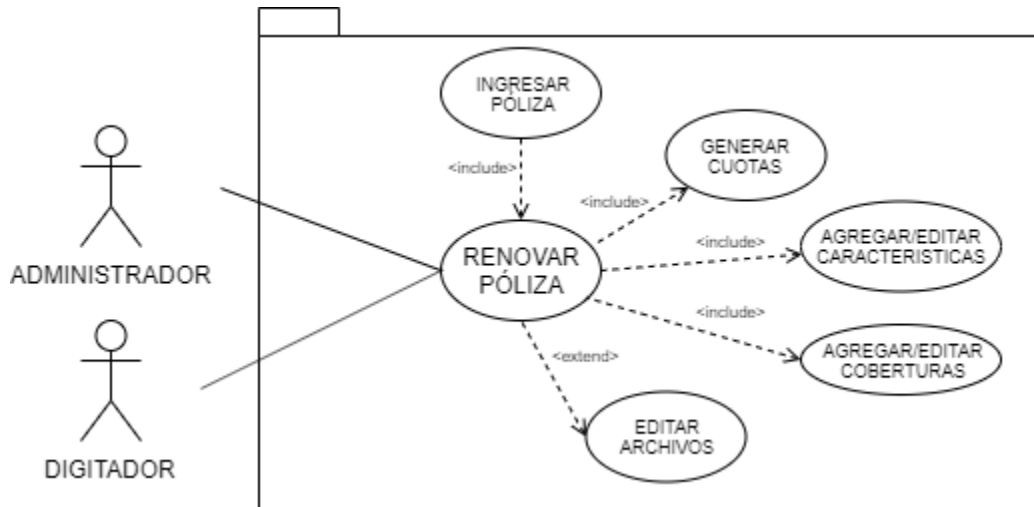 INGRESAR
PÓLIZA
<include>
GENERAR
CUOTAS
<include>
ADMINISTRADOR
RENOVAR
PÓLIZA
<include>
AGREGAR/EDITAR
CARACTERISTICAS
<include>
AGREGAR/EDITAR
COBERTURAS
<extend>
EDITAR
ARCHIVOS
DIGITADOR